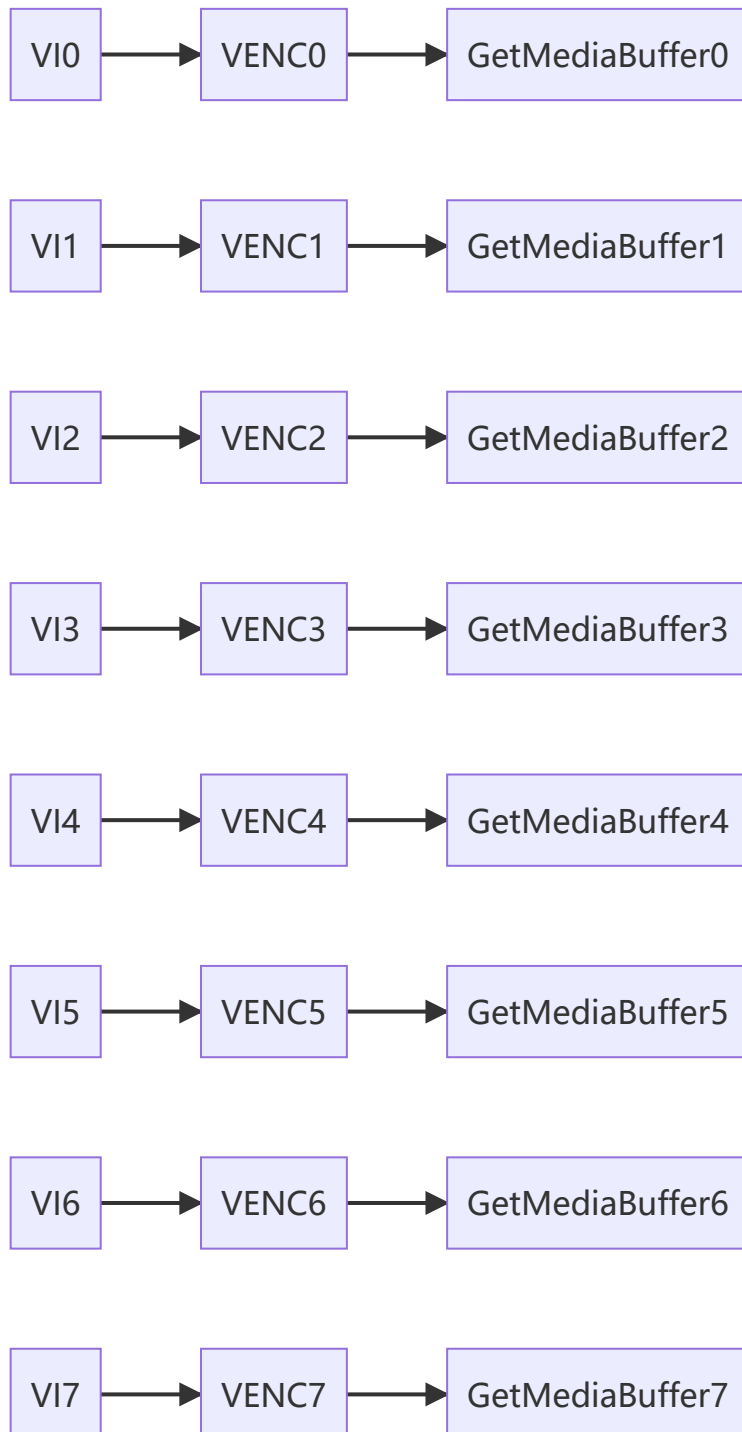 VI0 VENC0 GetMediaBuffer0
VI1 VENC1 GetMediaBuffer1
VI2 VENC2 GetMediaBuffer2
VI3 VENC3 GetMediaBuffer3
VI4 VENC4 GetMediaBuffer4
VI5 VENC5 GetMediaBuffer5
VI6 VENC6 GetMediaBuffer6
VI7 VENC7 GetMediaBuffer7